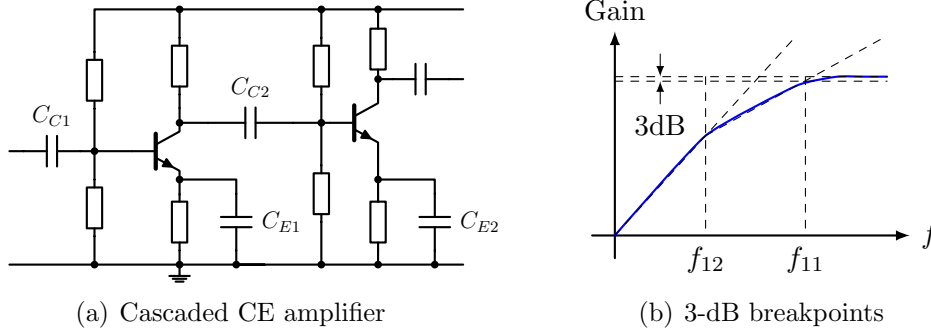 C_{C1}
C_{C2}
C_{E1}
C_{E2}
(a) Cascaded CE amplifier
Gain
3dB
f_{12}
f_{11}
f
(b) 3-dB breakpoints